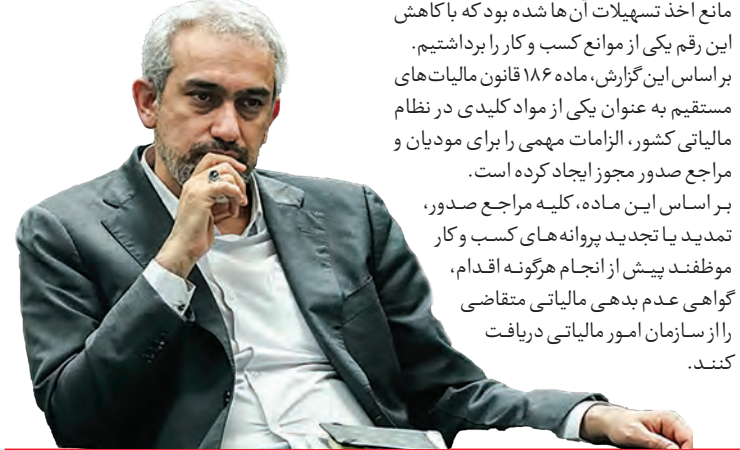 مانع اخذ تسهیلات آن‌ها شده بود که با کاهش
این رقم یکی از موانع کسب و کار را برداشتیم.
بر اساس این گزارش، ماده ۱۸۶ قانون مالیات‌های
مستقیم به عنوان یکی از مواد کلیدی در نظام
مالیاتی کشور، الزامات مهمی را برای مودیان و
مراجع صدور مجوز ایجاد کرده است.
بر اساس این ماده، کلیه مراجع صدور،
تمدید یا تجدید پروانه‌های کسب و کار
موظفند پیش از انجام هرگونه اقدام،
گواهی عدم بدهی مالیاتی متقاضی
را از سازمان امور مالیاتی دریافت
کنند.